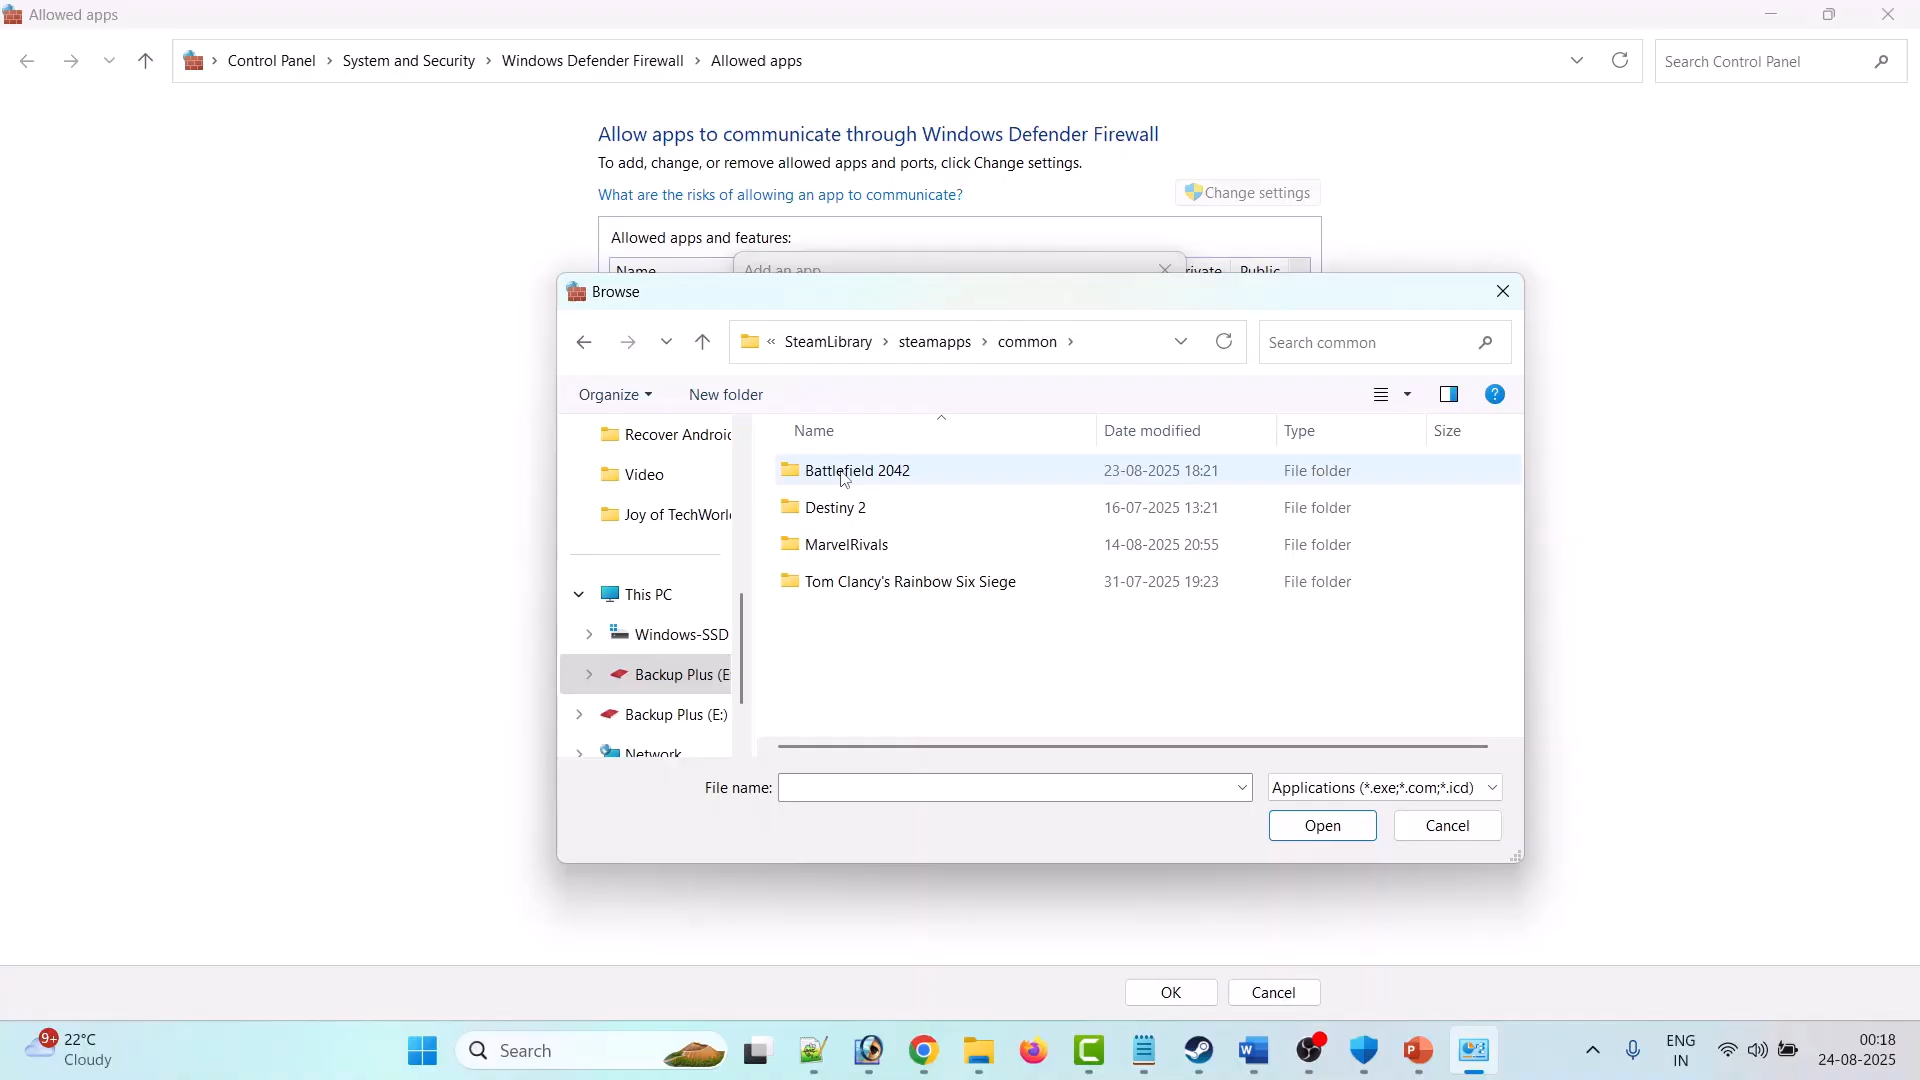 Allowed apps
Control Panel > System and Security > Windows Defender Firewall > Allowed apps
Search Control Panel
Allow apps to communicate through Windows Defender Firewall
To add, change, or remove allowed apps and ports, click Change settings.
What are the risks of allowing an app to communicate?
Change settings
Allowed apps and features:
Name
Add an app
Public
Browse
« SteamLibrary > steamapps > common >
Search common
Organize
New folder
Name
Date modified
Type
Size
Recover Android
Video
Joy of TechWorl
This PC
Windows-SSD
Backup Plus (E
Backup Plus (E:)
Network
Battlefield 2042 23-08-2025 18:21 File folder
Destiny 2 16-07-2025 13:21 File folder
MarvelRivals 14-08-2025 20:55 File folder
Tom Clancy's Rainbow Six Siege 31-07-2025 19:23 File folder
File name:
Applications (*.exe;*.com;*.icd)
Open
Cancel
OK
Cancel
9+
22°C
Cloudy
Search
ENG
IN
00:18
24-08-2025